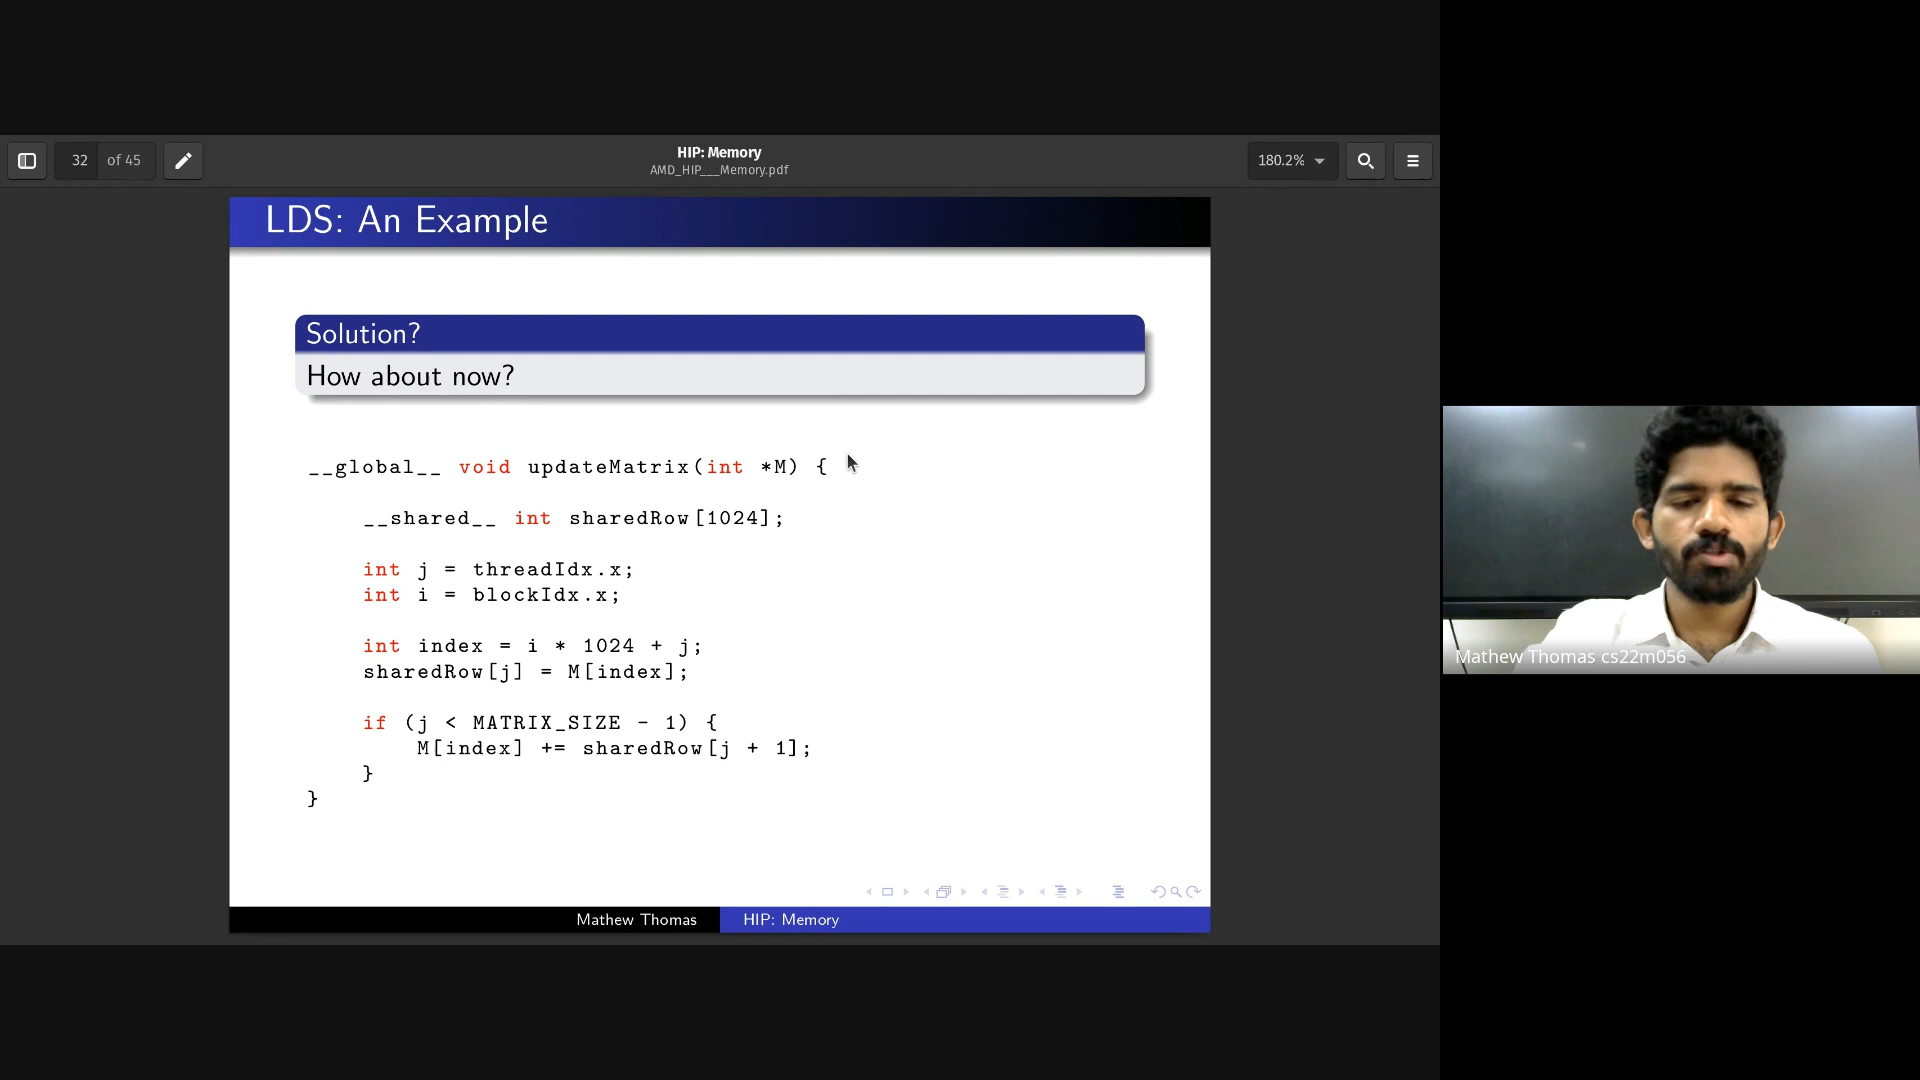 32 of 45
HIP: Memory
AMD_HIP___Memory.pdf
180.2%
LDS: An Example
Solution?
How about now?
__global__ void updateMatrix(int *M) {
__shared__ int sharedRow[1024];
int j = threadIdx.x;
int i = blockIdx.x;
int index = i * 1024 + j;
sharedRow[j] = M[index];
if (j < MATRIX_SIZE - 1) {
M[index] += sharedRow[j + 1];
}
}
Mathew Thomas
HIP: Memory
Mathew Thomas cs22m056